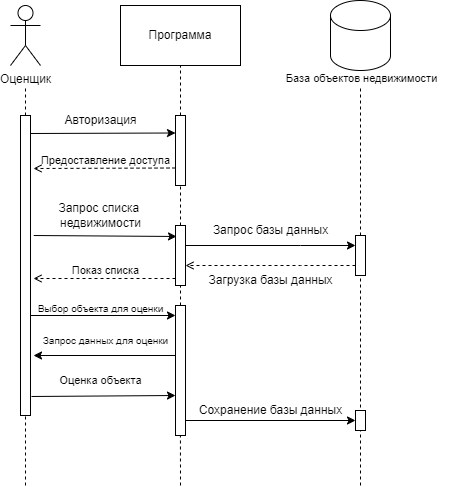 Программа
Оценщик
База объектов недвижимости
Авторизация
Предоставление доступа
Запрос списка
недвижимости
Запрос базы данных
Показ списка
Загрузка базы данных
Выбор объекта для оценки
Запрос данных для оценки
Оценка объекта
Сохранение базы данных